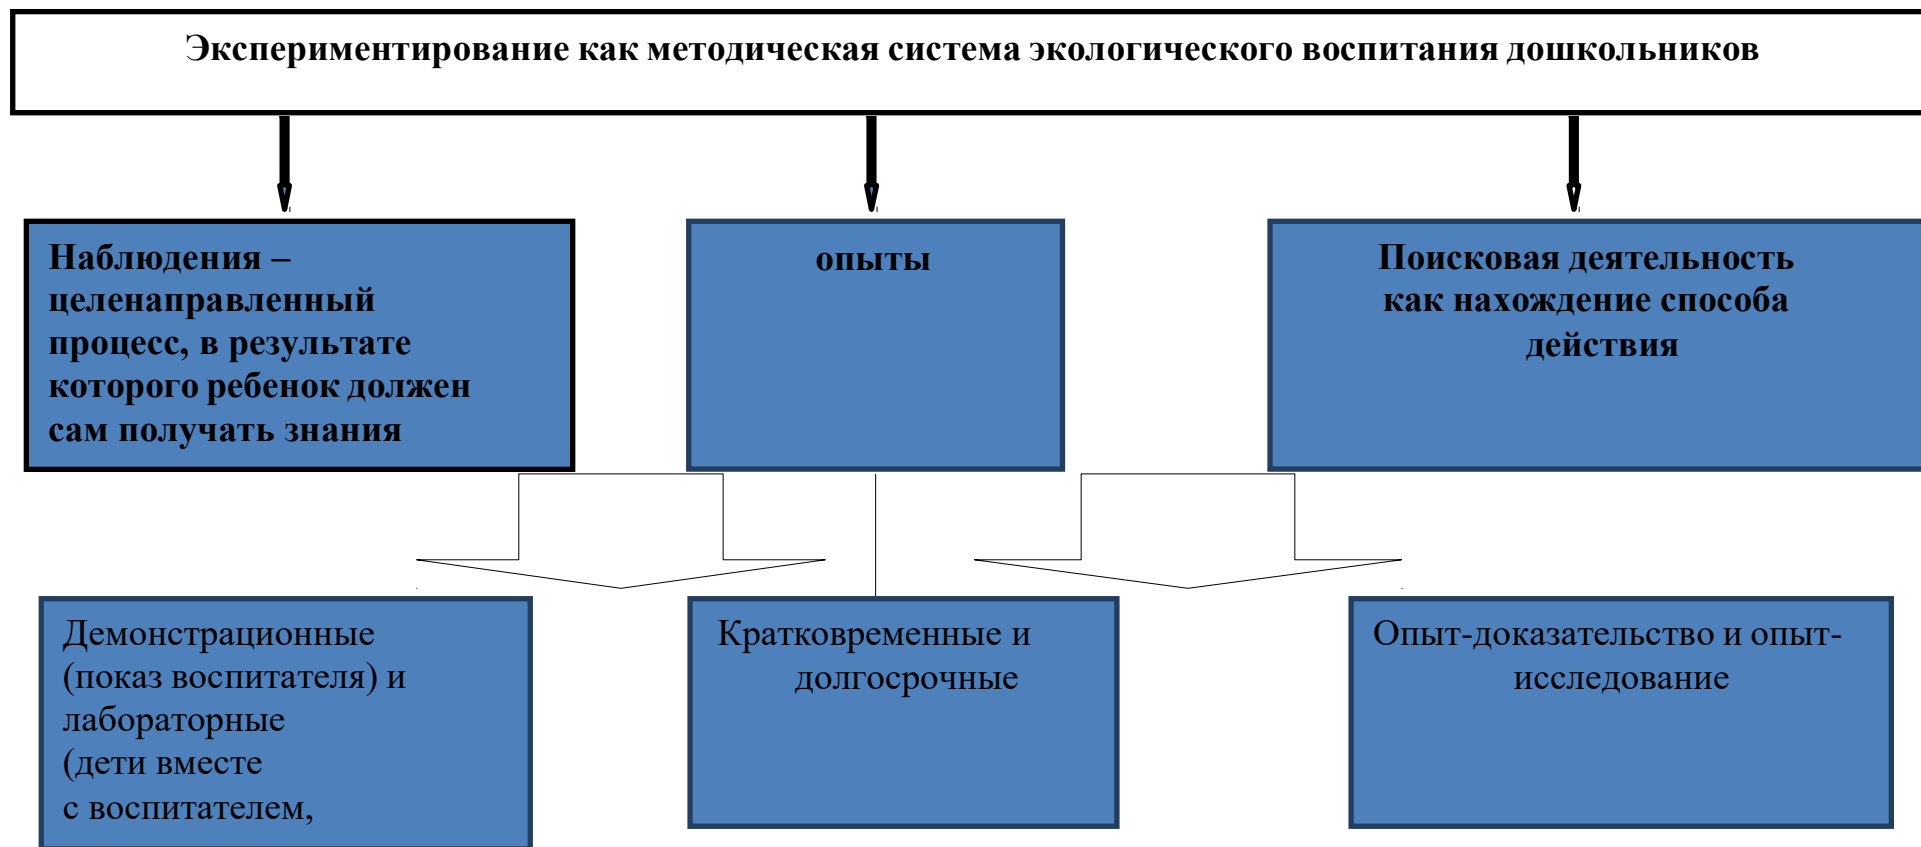 Экспериментирование как методическая система экологического воспитания дошкольников
Наблюдения –
целенаправленный
процесс, в результате
которого ребенок должен
сам получать знания
опыты
Поисковая деятельность
как нахождение способа
действия
Демонстрационные
(показ воспитателя) и
лабораторные
(дети вместе
с воспитателем,
Кратковременные и
долгосрочные
Опыт-доказательство и опыт-
исследование